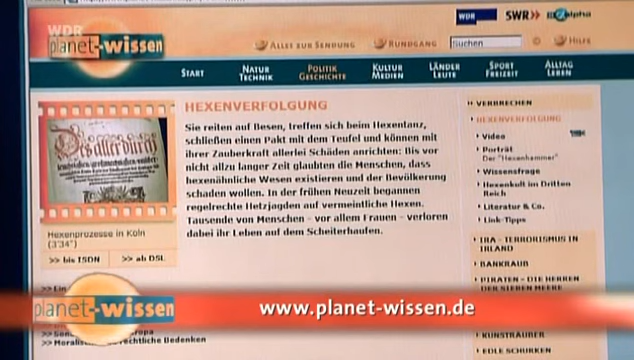 WDR
planet-wissen
WDR SWR>> BR alpha
ALLES ZUR SENDUNG RUNDGANG Suchen HILFE
START NATUR TECHNIK POLITIK GESCHICHTE KULTUR MEDIEN LÄNDER LEUTE SPORT FREIZEIT ALLTAG LEBEN
HEXENVERFOLGUNG
Sie reiten auf Besen, treffen sich beim Hexentanz,
schließen einen Pakt mit dem Teufel und können mit
ihrer Zauberkraft allerlei Schäden anrichten: Bis vor
nicht allzu langer Zeit glaubten die Menschen, dass
hexenähnliche Wesen existieren und der Bevölkerung
schaden wollen. In der frühen Neuzeit begannen
regelrechte Hetzjagden auf vermeintliche Hexen.
Tausende von Menschen - vor allem Frauen - verloren
dabei ihr Leben auf dem Scheiterhaufen.
Hexenprozesse in Köln
(3'34")
>> bis ISDN >> ab DSL
VERBRECHEN
HEXENVERFOLGUNG
Video
Porträt
Der "Hexenhammer"
Wissensfrage
Hexenkult im Dritten
Reich
Literatur & Co.
Link-Tipps
IRA - TERRORISMUS IN
IRLAND
BANKRAUB
PIRATEN - DIE HERREN
DER SIEBEN MEERE
KUNSTRÄUBER
EDLE SCHURKEN
>> Ein
planet-wissen
www.planet-wissen.de